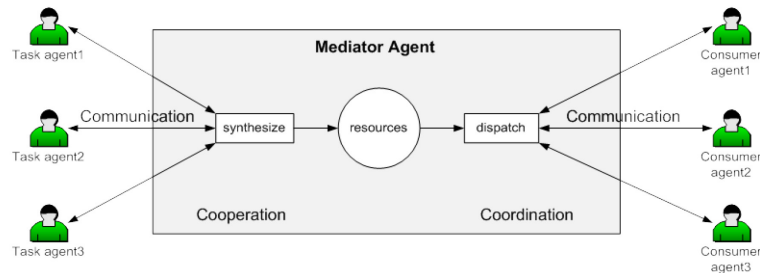 Mediator Agent
Task agent1
Consumer
agent1
Communication
Communication
synthesize
resources
dispatch
Task agent2
Consumer
agent2
Cooperation
Coordination
Task agent3
Consumer
agent3